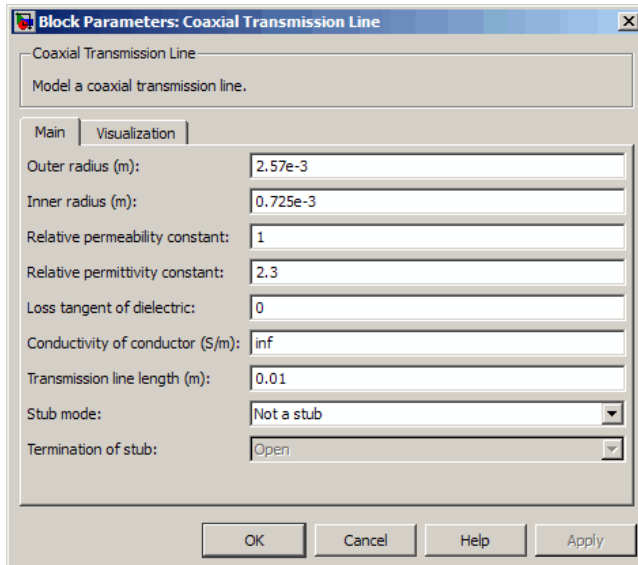 Block Parameters: Coaxial Transmission Line
Coaxial Transmission Line
Model a coaxial transmission line.
Main Visualization
Outer radius (m): 2.57e-3
Inner radius (m): 0.725e-3
Relative permeability constant: 1
Relative permittivity constant: 2.3
Loss tangent of dielectric: 0
Conductivity of conductor (S/m): inf
Transmission line length (m): 0.01
Stub mode: Not a stub
Termination of stub: Open
OK Cancel Help Apply